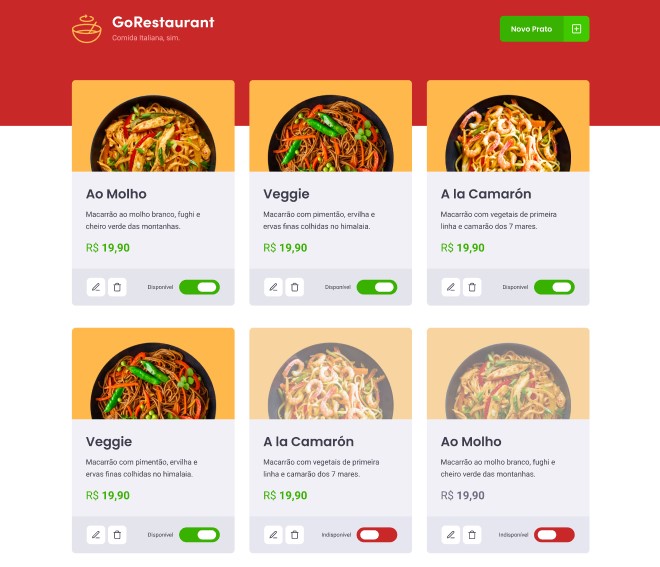 GoRestaurant
Comida Italiana, sim.
Novo Prato
Ao Molho
Macarrão ao molho branco, fughi e
cheiro verde das montanhas.
R$ 19,90
Disponível
Veggie
Macarrão com pimentão, ervilha e
ervas finas colhidas no himalaia.
R$ 19,90
Disponível
A la Camarón
Macarrão com vegetais de primeira
linha e camarão dos 7 mares.
R$ 19,90
Disponível
Veggie
Macarrão com pimentão, ervilha e
ervas finas colhidas no himalaia.
R$ 19,90
Disponível
A la Camarón
Macarrão com vegetais de primeira
linha e camarão dos 7 mares.
R$ 19,90
Indisponível
Ao Molho
Macarrão ao molho branco, fughi e
cheiro verde das montanhas.
R$ 19,90
Indisponível